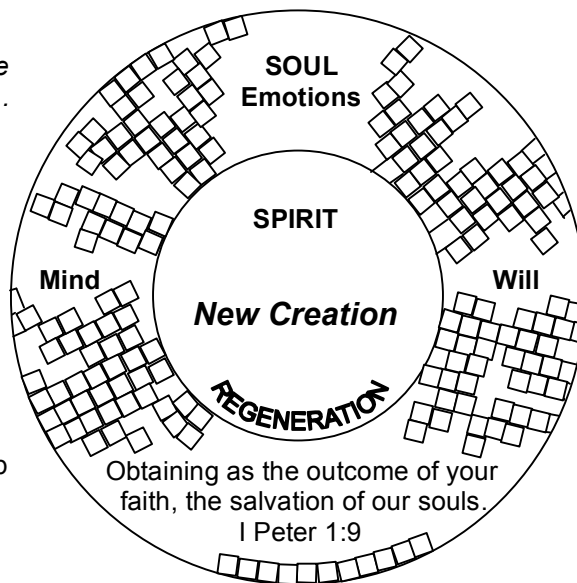 e
.
SOUL
Emotions
SPIRIT
Mind
Will
New Creation
REGENERATION
Obtaining as the outcome of your
faith, the salvation of our souls.
I Peter 1:9